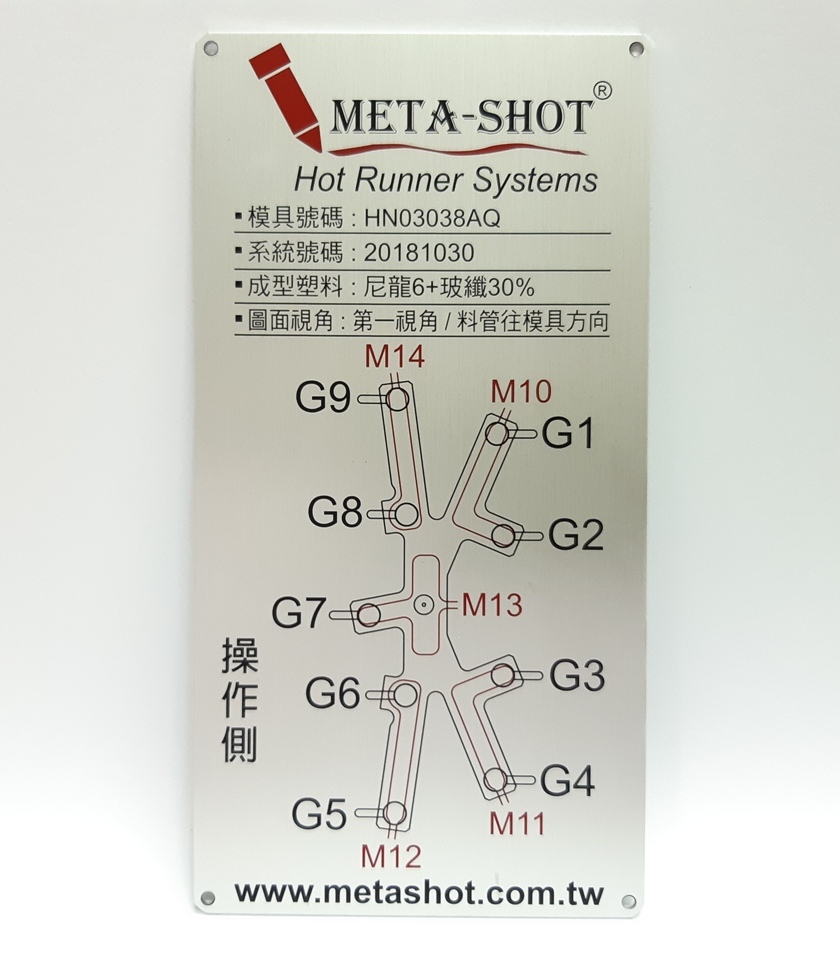 META-SHOT®
Hot Runner Systems
▪模具號碼 : HN03038AQ
▪系統號碼 : 20181030
▪成型塑料 : 尼龍6+玻纖30%
▪圖面視角 : 第一視角 / 料管往模具方向
M14
G9
M10
G1
G8
G2
G7
M13
操作側
G6
G3
G5
G4
M11
M12
www.metashot.com.tw